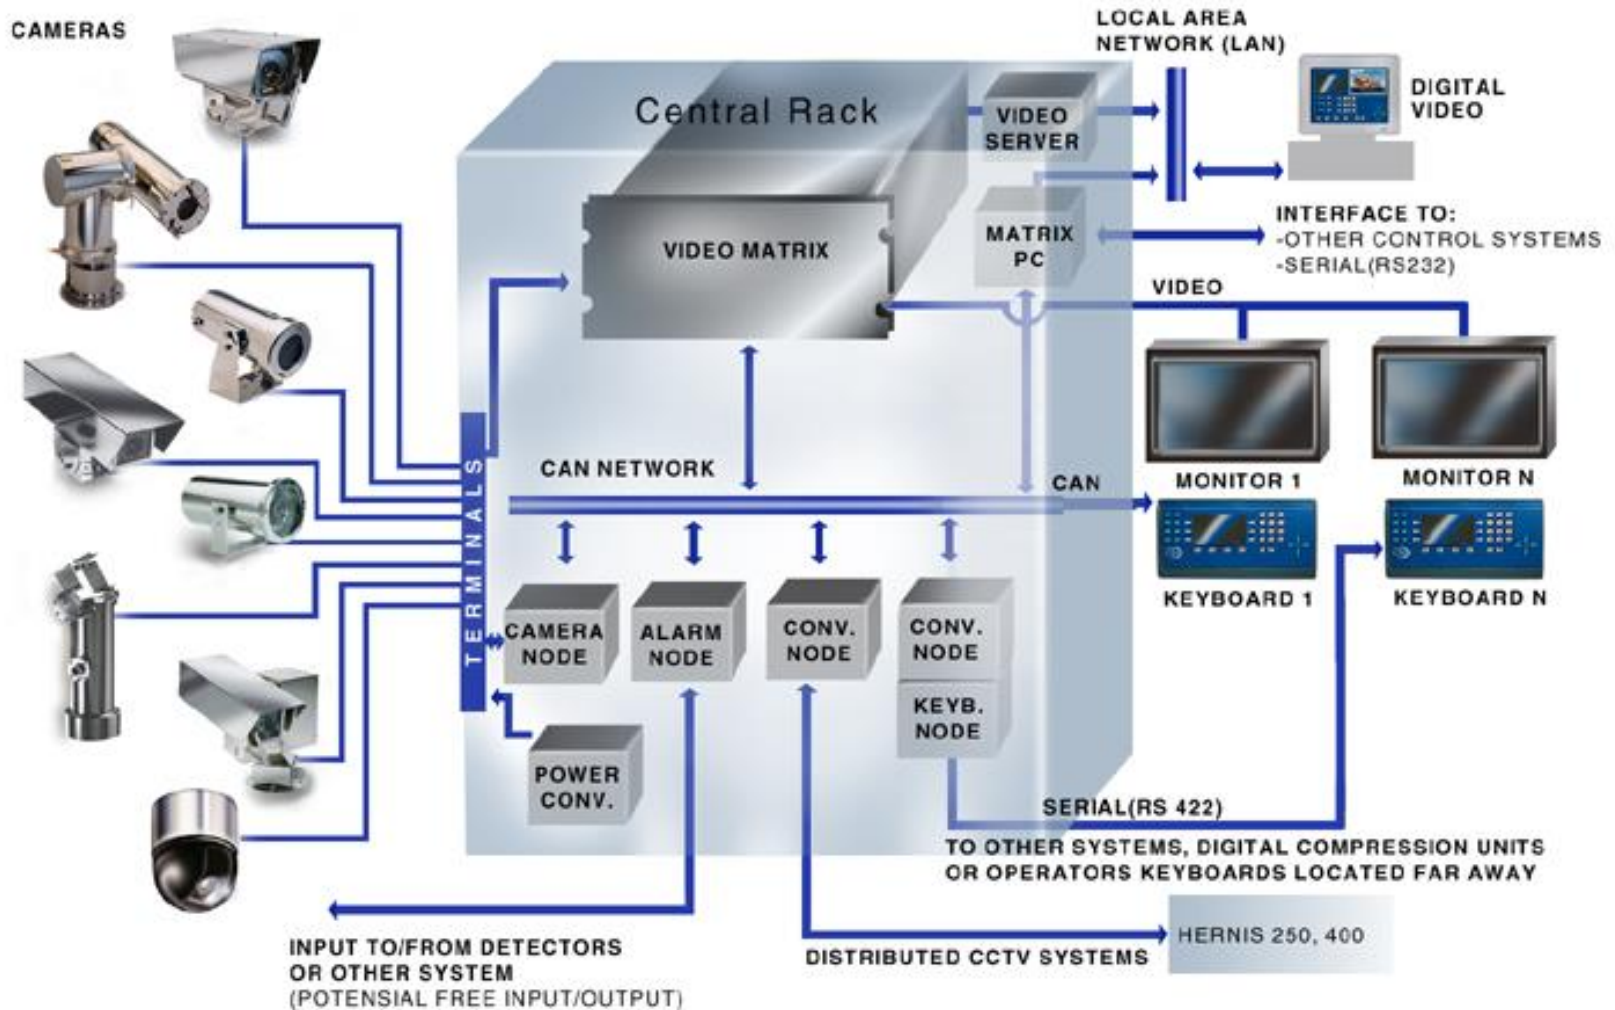 CAMERAS
LOCAL AREA
NETWORK (LAN)
Central Rack
VIDEO
SERVER
DIGITAL
VIDEO
VIDEO MATRIX
MATRIX
PC
INTERFACE TO:
-OTHER CONTROL SYSTEMS
-SERIAL(RS232)
VIDEO
TERMINALS
CAN NETWORK
CAN
MONITOR 1
MONITOR N
KEYBOARD 1
KEYBOARD N
CAMERA
NODE
ALARM
NODE
CONV.
NODE
CONV.
NODE
KEYB.
NODE
POWER
CONV.
SERIAL(RS 422)
TO OTHER SYSTEMS, DIGITAL COMPRESSION UNITS
OR OPERATORS KEYBOARDS LOCATED FAR AWAY
INPUT TO/FROM DETECTORS
OR OTHER SYSTEM
(POTENSIAL FREE INPUT/OUTPUT)
DISTRIBUTED CCTV SYSTEMS
HERNIS 250, 400